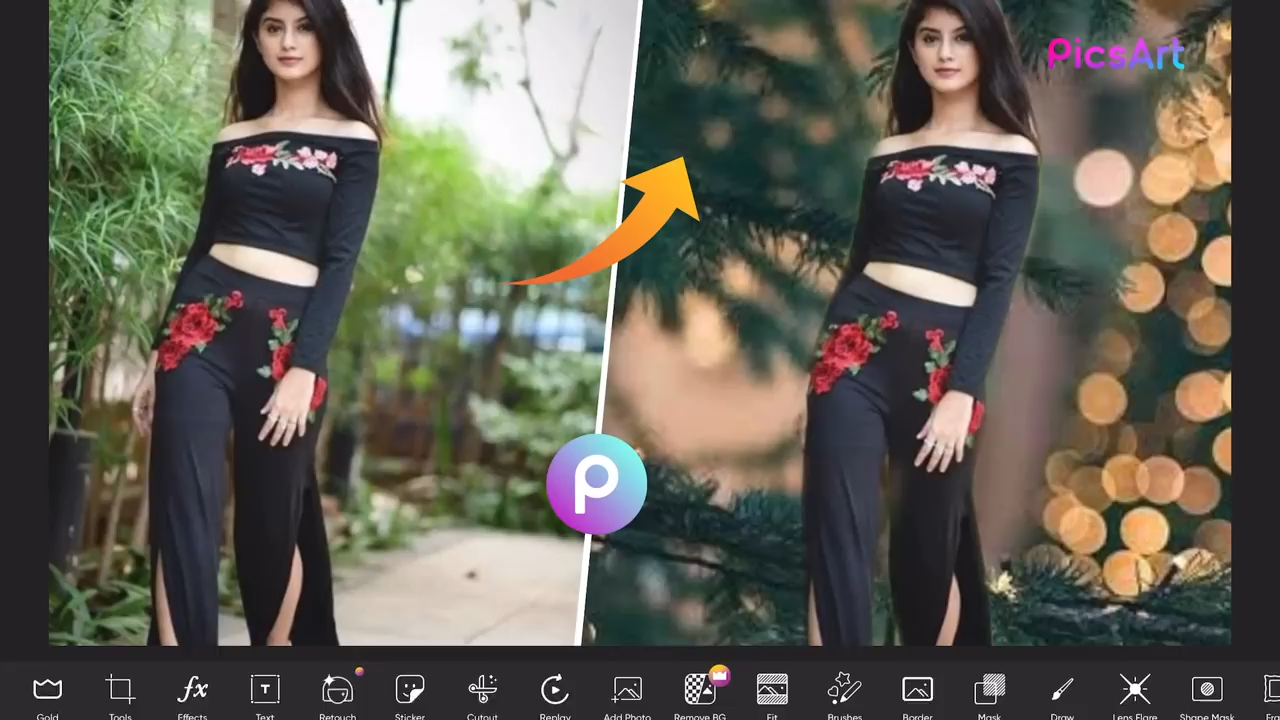 PicsArt
Gold
Tools
fx
Effects
T
Text
Retouch
Sticker
Cutout
Replay
Add Photo
Remove BG
Fit
Brushes
Border
Mask
Draw
Lens Flare
Shape Mask